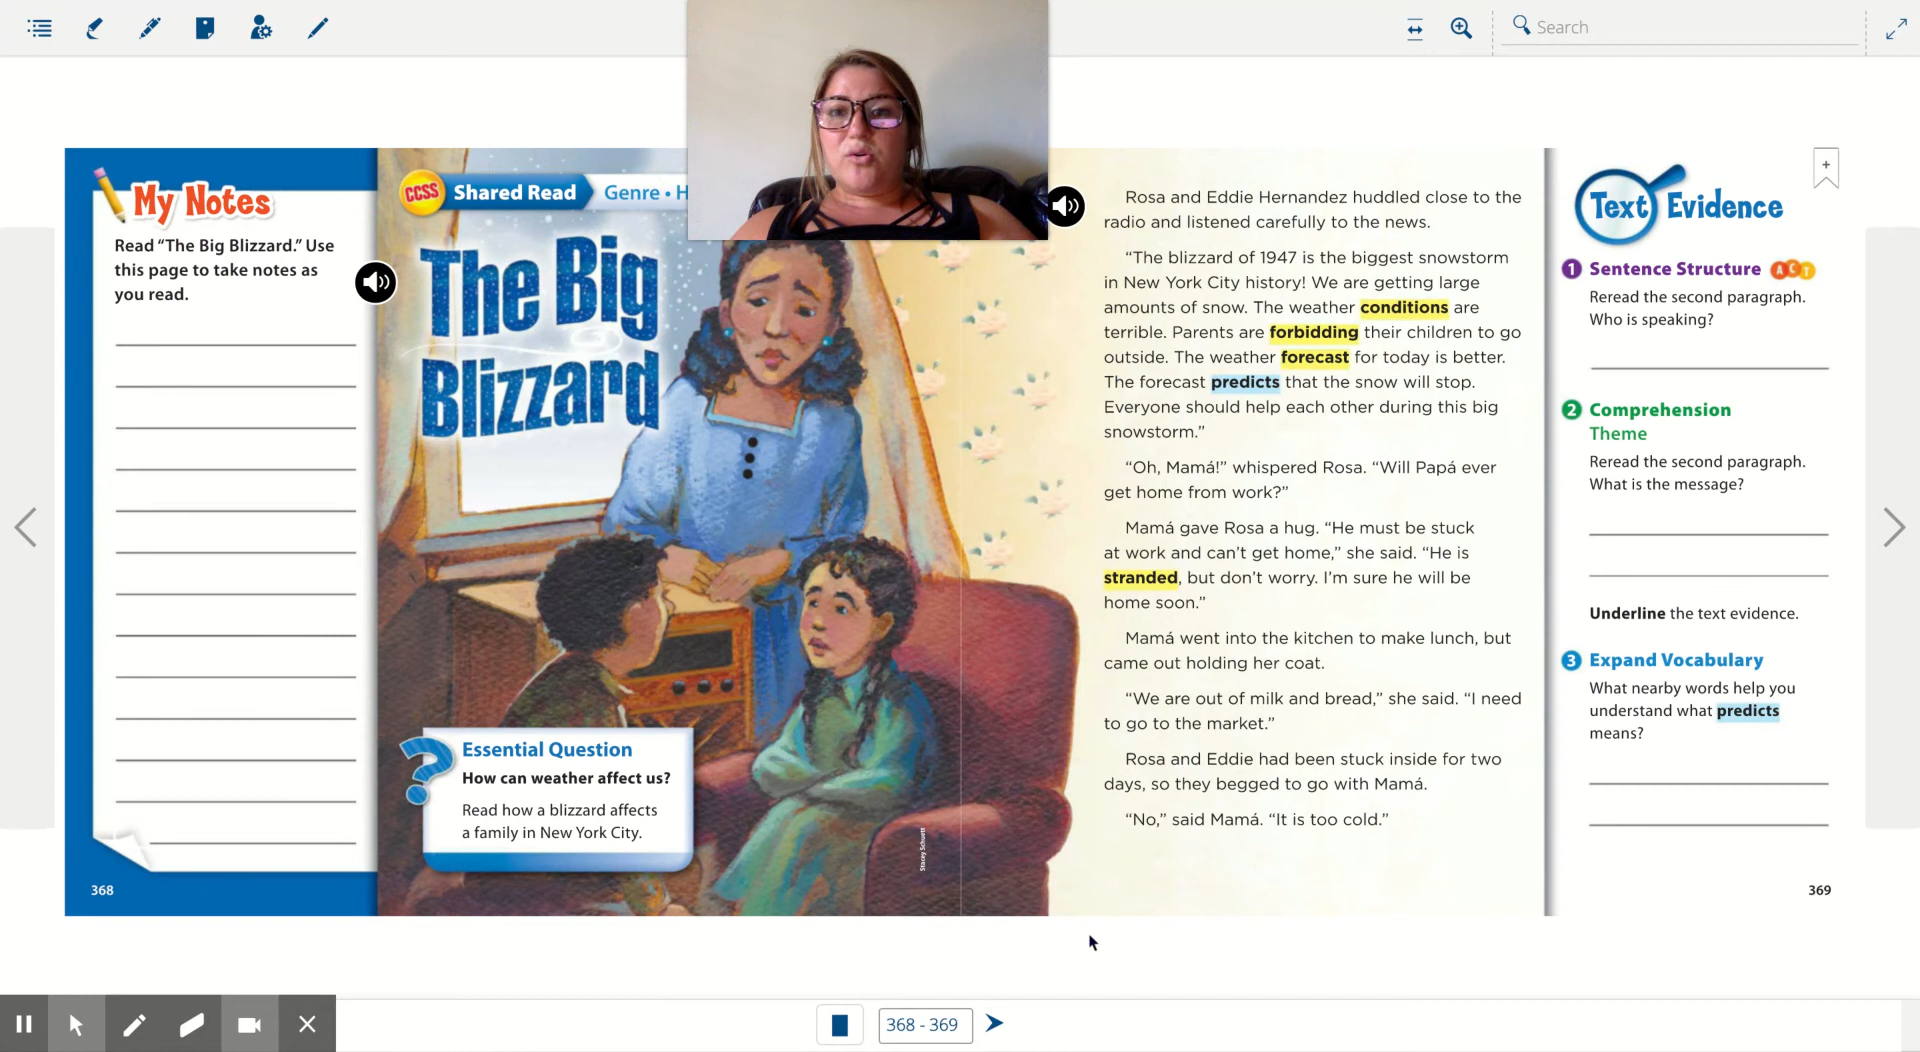 Search
My Notes
Read “The Big Blizzard.” Use
this page to take notes as
you read.
368
CCSS Shared Read Genre • H
The Big
Blizzard
? Essential Question
How can weather affect us?
Read how a blizzard affects
a family in New York City.
Stacey Schuett
Rosa and Eddie Hernandez huddled close to the
radio and listened carefully to the news.
“The blizzard of 1947 is the biggest snowstorm
in New York City history! We are getting large
amounts of snow. The weather conditions are
terrible. Parents are forbidding their children to go
outside. The weather forecast for today is better.
The forecast predicts that the snow will stop.
Everyone should help each other during this big
snowstorm.”
“Oh, Mamá!” whispered Rosa. “Will Papá ever
get home from work?”
Mamá gave Rosa a hug. “He must be stuck
at work and can’t get home,” she said. “He is
stranded, but don’t worry. I’m sure he will be
home soon.”
Mamá went into the kitchen to make lunch, but
came out holding her coat.
“We are out of milk and bread,” she said. “I need
to go to the market.”
Rosa and Eddie had been stuck inside for two
days, so they begged to go with Mamá.
“No,” said Mamá. “It is too cold.”
Text Evidence
1 Sentence Structure ACT
Reread the second paragraph.
Who is speaking?
2 Comprehension
Theme
Reread the second paragraph.
What is the message?
Underline the text evidence.
3 Expand Vocabulary
What nearby words help you
understand what predicts
means?
369
368 - 369